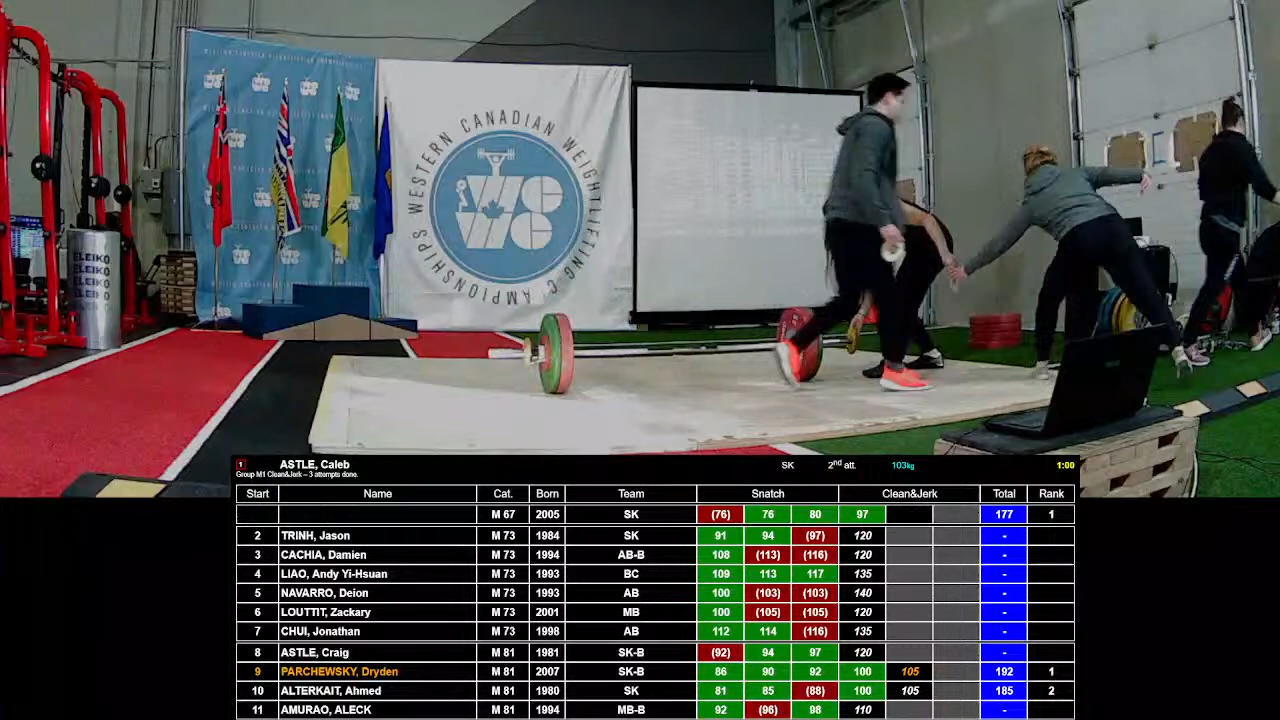 WESTERN CANADIAN WEIGHTLIFTING CHAMPIONSHIPS
WC
WC
ELEIKO
ELEIKO
ELEIKO
ELEIKO
1 ASTLE, Caleb SK 2nd att. 103kg 1:00
Group M1 Clean&Jerk – 3 attempts done.
Start Name Cat. Born Team Snatch Clean&Jerk Total Rank
M 67 2005 SK (76) 76 80 97 177 1
2 TRINH, Jason M 73 1984 SK 91 94 (97) 120 -
3 CACHIA, Damien M 73 1994 AB-B 108 (113) (116) 120 -
4 LIAO, Andy Yi-Hsuan M 73 1993 BC 109 113 117 135 -
5 NAVARRO, Deion M 73 1993 AB 100 (103) (103) 140 -
6 LOUTTIT, Zackary M 73 2001 MB 100 (105) (105) 120 -
7 CHUI, Jonathan M 73 1998 AB 112 114 (116) 135 -
8 ASTLE, Craig M 81 1981 SK-B (92) 94 97 120 -
9 PARCHEWSKY, Dryden M 81 2007 SK-B 86 90 92 100 105 192 1
10 ALTERKAIT, Ahmed M 81 1980 SK 81 85 (88) 100 105 185 2
11 AMURAO, ALECK M 81 1994 MB-B 92 (96) 98 110 -